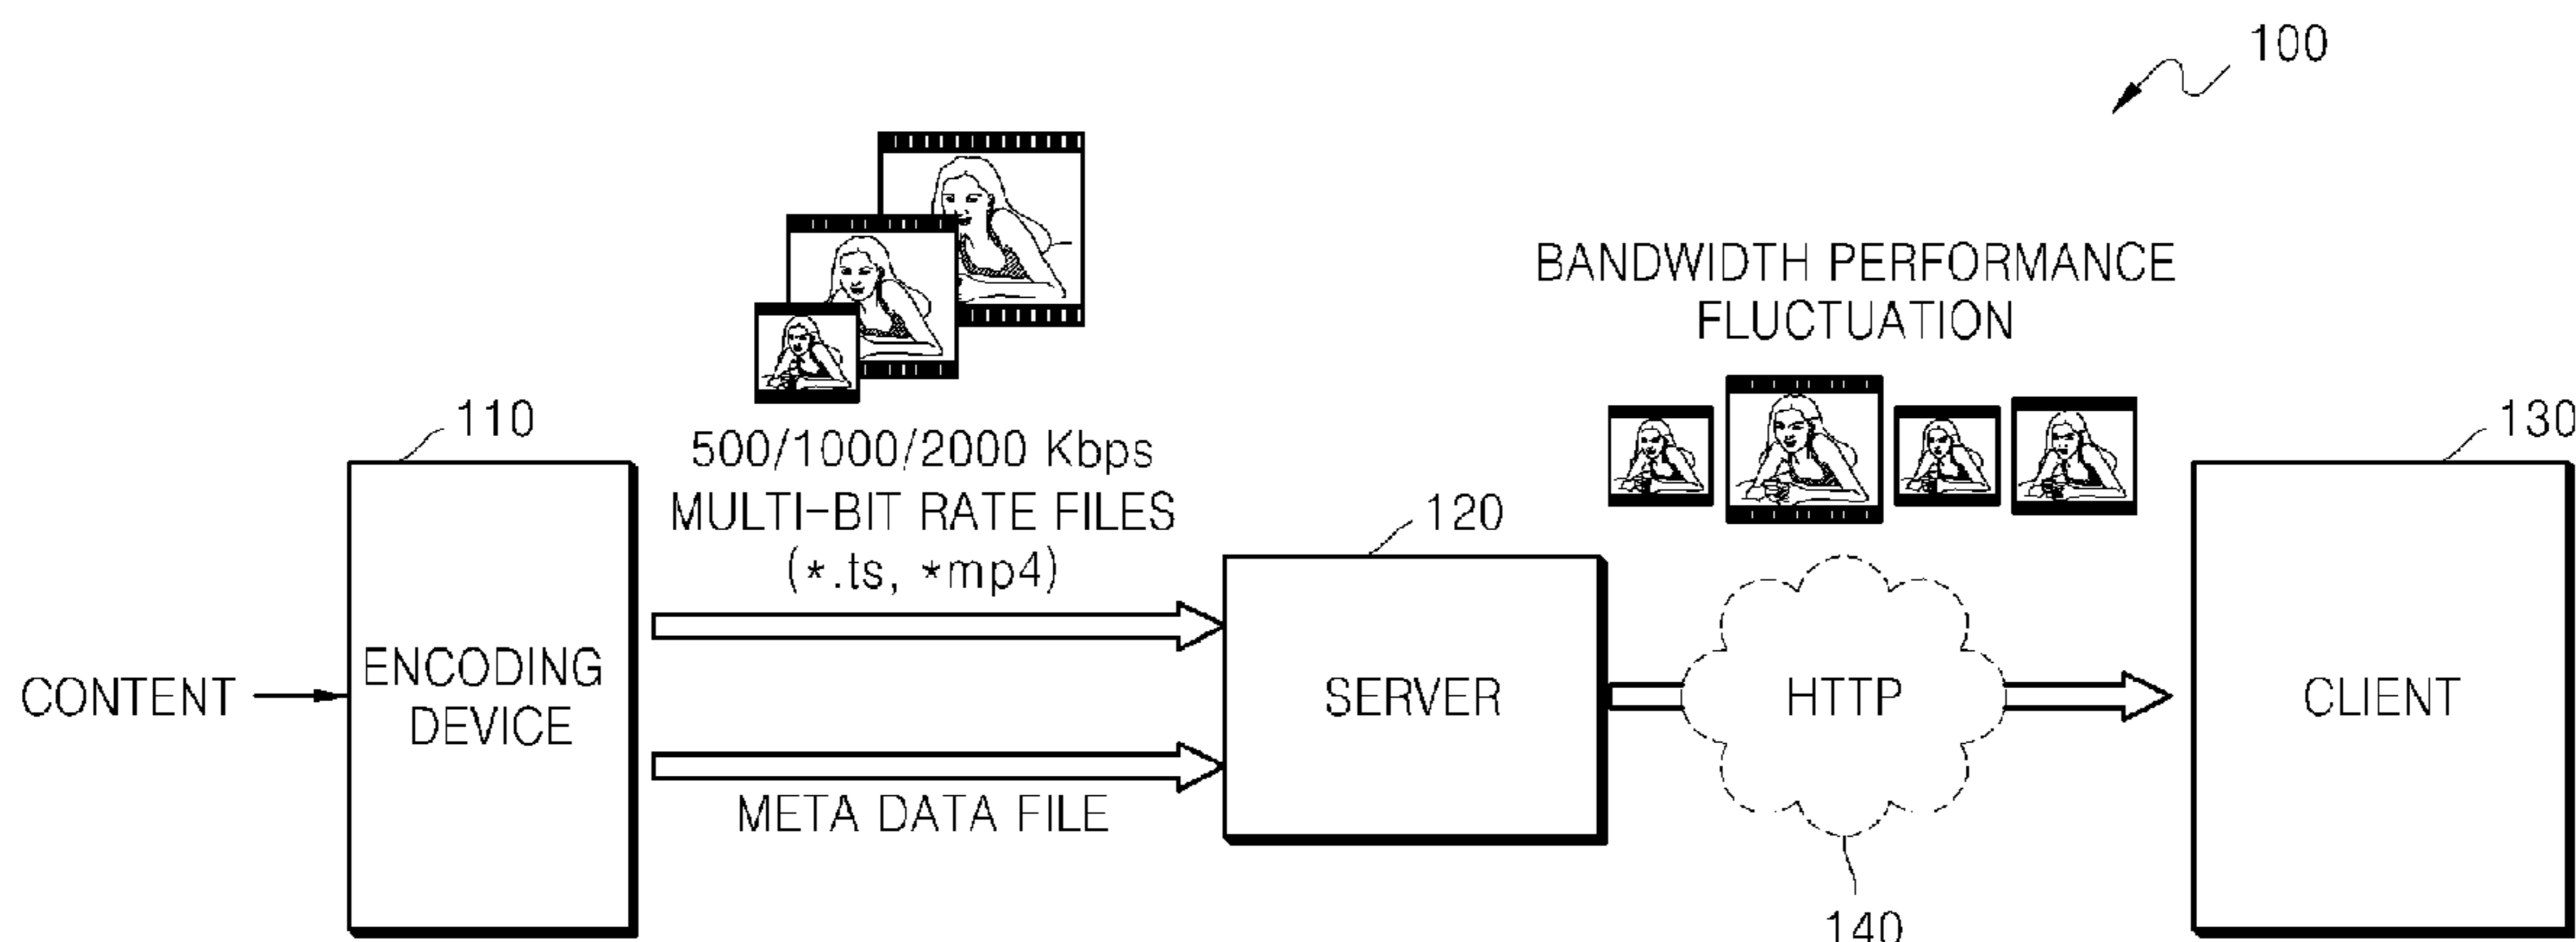 100
BANDWIDTH PERFORMANCE
FLUCTUATION
110
500/1000/2000 Kbps
MULTI-BIT RATE FILES
(*.ts, *mp4)
120
130
CONTENT
ENCODING
DEVICE
SERVER
HTTP
CLIENT
META DATA FILE
140